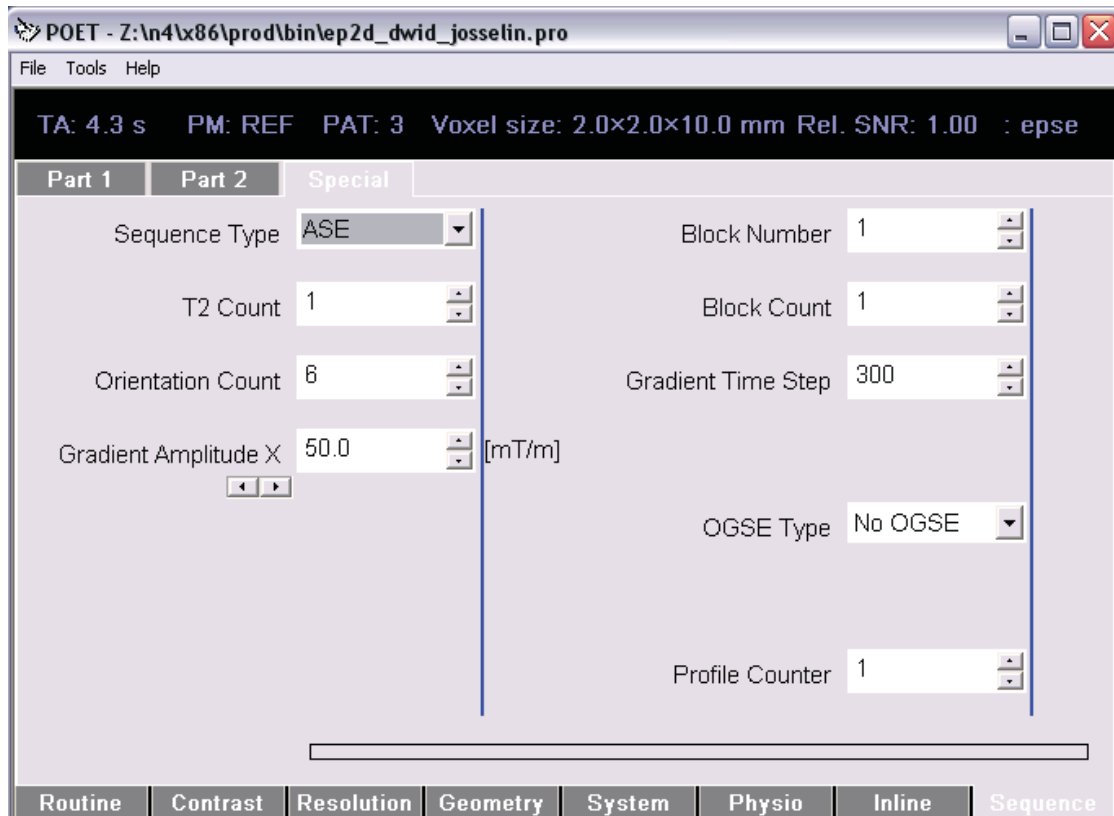 POET - Z:\n4\x86\prod\bin\ep2d_dwid_josselin.pro
File Tools Help
TA: 4.3 s PM: REF PAT: 3 Voxel size: 2.0×2.0×10.0 mm Rel. SNR: 1.00 : epse
Part 1 Part 2 Special
Sequence Type ASE Block Number 1
T2 Count 1 Block Count 1
Orientation Count 6 Gradient Time Step 300
Gradient Amplitude X 50.0 [mT/m]
OGSE Type No OGSE
Profile Counter 1
Routine Contrast Resolution Geometry System Physio Inline Sequence